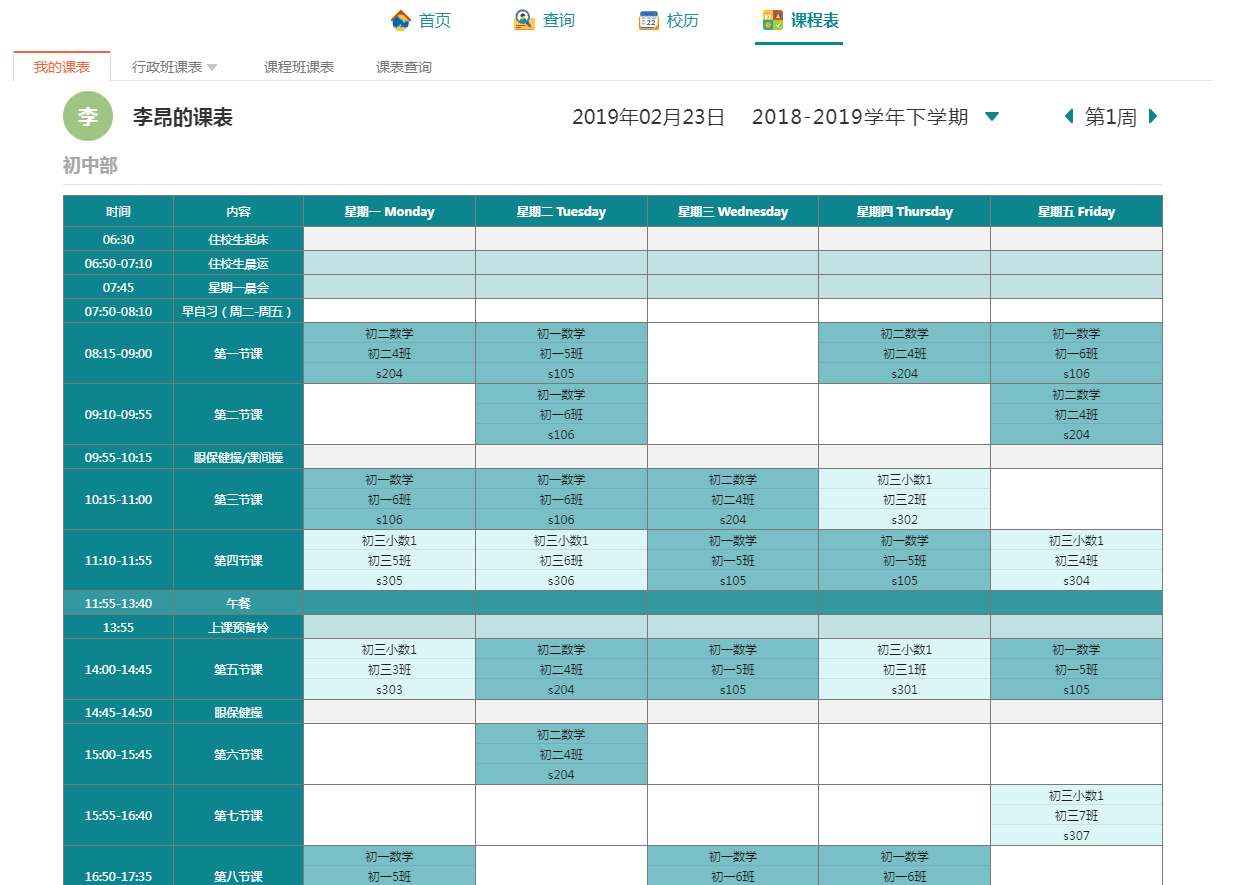 首页 查询 22 校历 课程表
我的课表 行政班课表 课程班课表 课表查询
李 李昂的课表 2019年02月23日 2018-2019学年下学期 第1周
初中部
时间 内容 星期一 Monday 星期二 Tuesday 星期三 Wednesday 星期四 Thursday 星期五 Friday
06:30 住校生起床
06:50-07:10 住校生晨运
07:45 星期一晨会
07:50-08:10 早自习（周二-周五）
初二数学 初一数学 初二数学 初一数学
08:15-09:00 第一节课 初二4班 初一5班 初二4班 初一6班
s204 s105 s204 s106
初一数学 初二数学
09:10-09:55 第二节课 初一6班 初二4班
s106 s204
09:55-10:15 眼保健操/课间操
初一数学 初一数学 初二数学 初三小数1
10:15-11:00 第三节课 初一6班 初一6班 初二4班 初三2班
s106 s106 s204 s302
初三小数1 初三小数1 初一数学 初一数学 初三小数1
11:10-11:55 第四节课 初三5班 初三6班 初一5班 初一5班 初三4班
s305 s306 s105 s105 s304
11:55-13:40 午餐
13:55 上课预备铃
初三小数1 初二数学 初一数学 初三小数1 初一数学
14:00-14:45 第五节课 初三3班 初二4班 初一5班 初三1班 初一5班
s303 s204 s105 s301 s105
14:45-14:50 眼保健操
初二数学
15:00-15:45 第六节课 初二4班
s204
初三小数1
15:55-16:40 第七节课 初三7班
s307
初一数学 初一数学 初一数学
16:50-17:35 第八节课 初一5班 初一6班 初一6班